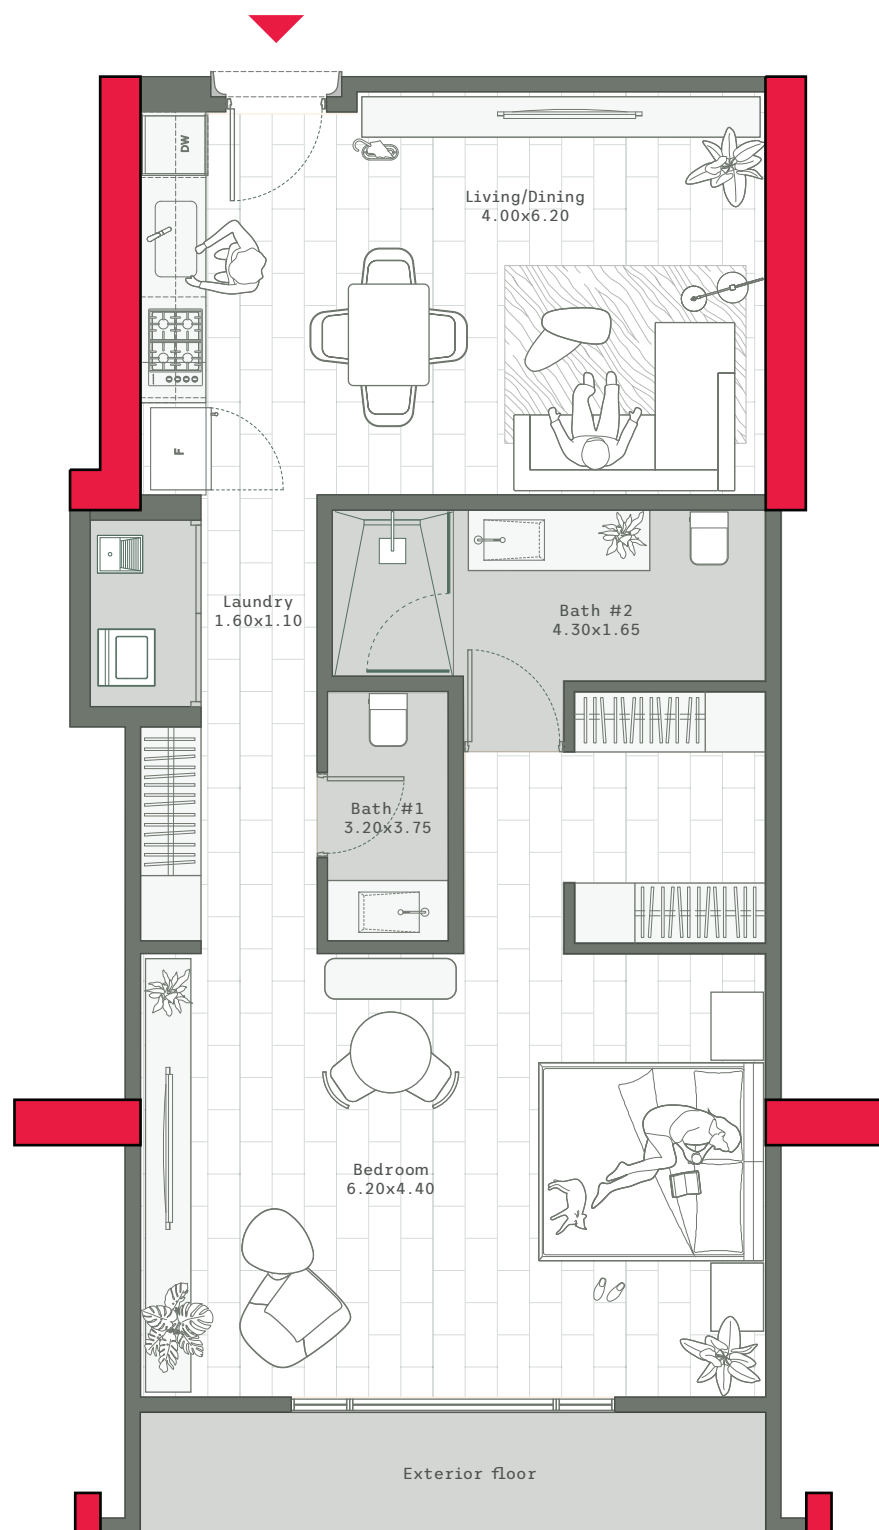 DW
Living/Dining
4.00x6.20
F
Laundry
1.60x1.10
Bath #2
4.30x1.65
Bath #1
3.20x3.75
Bedroom
6.20x4.40
Exterior floor